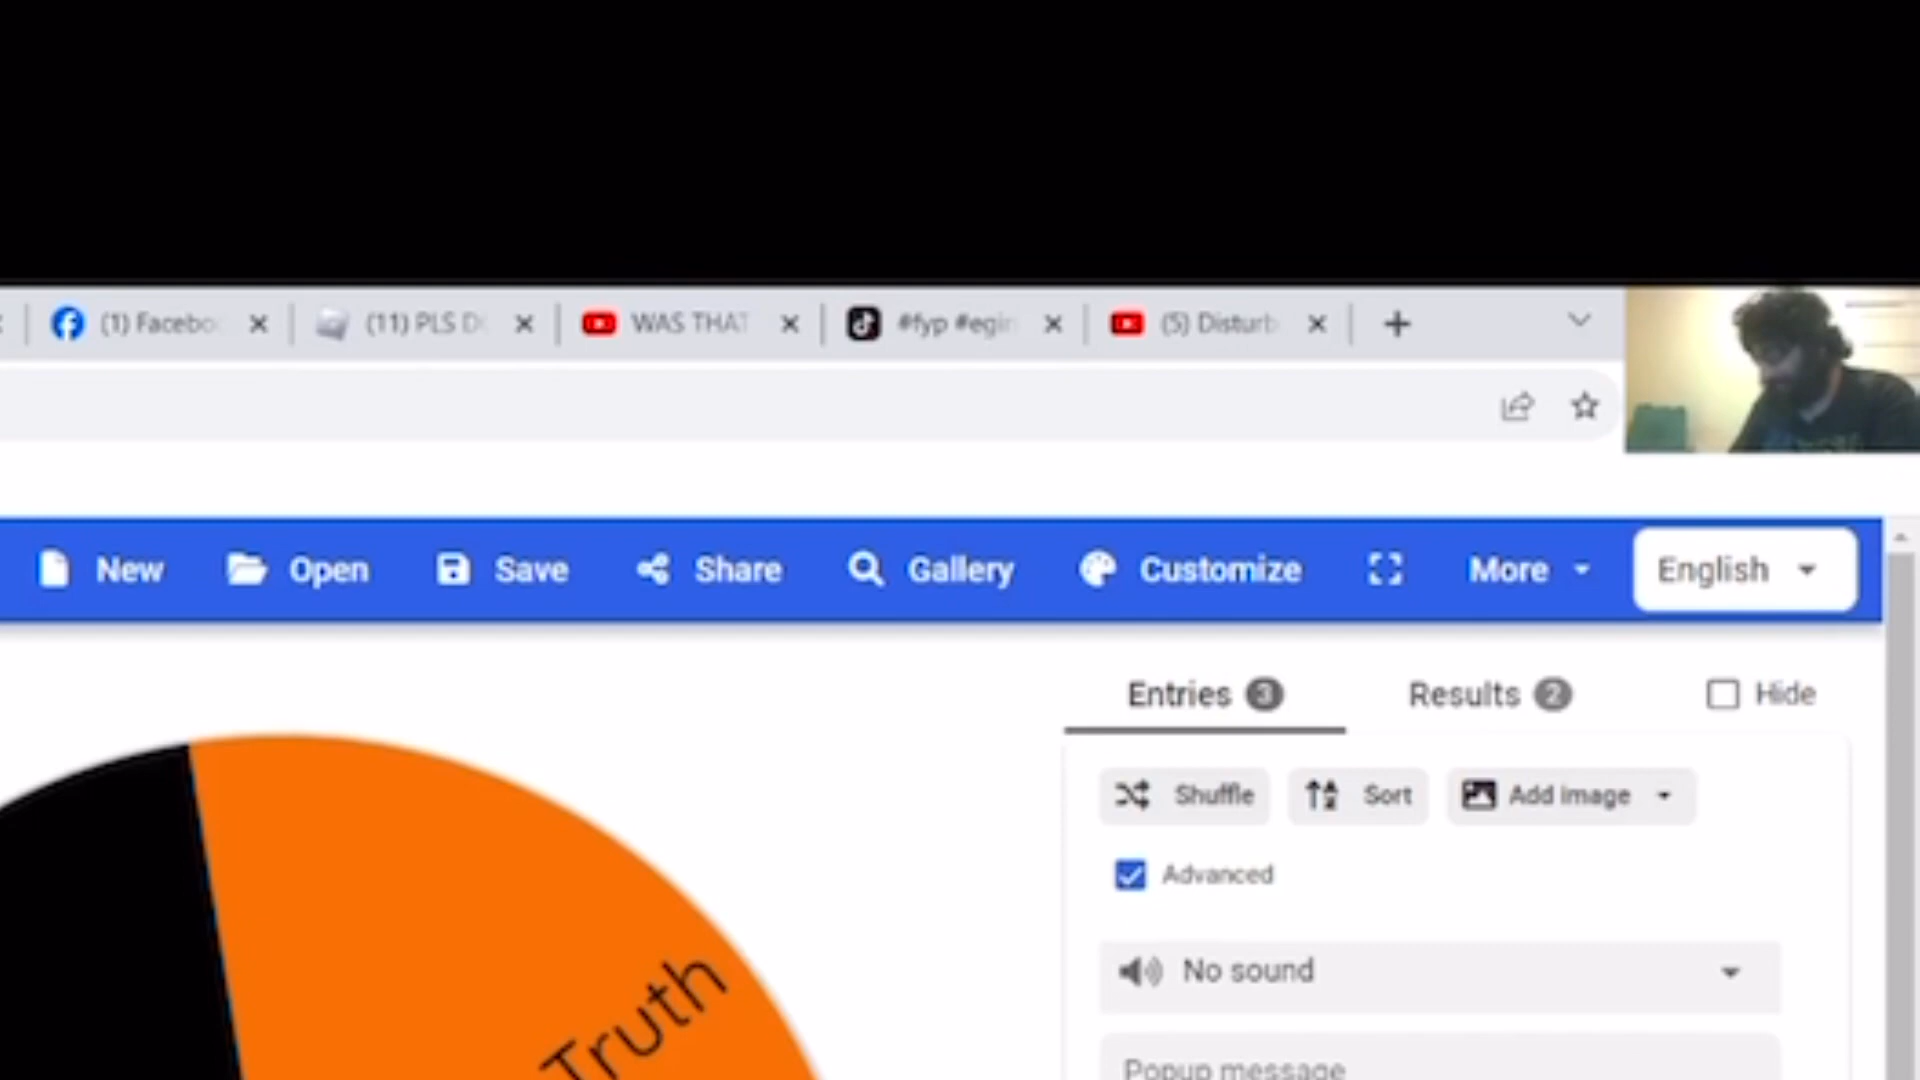 (1) Facebo
(11) PLS D
WAS THAT
#fyp #egin
(5) Disturb
New
Open
Save
Share
Gallery
Customize
More
English
Entries 3
Results 2
Hide
Shuffle
Sort
Add image
Advanced
No sound
Truth
Popup message